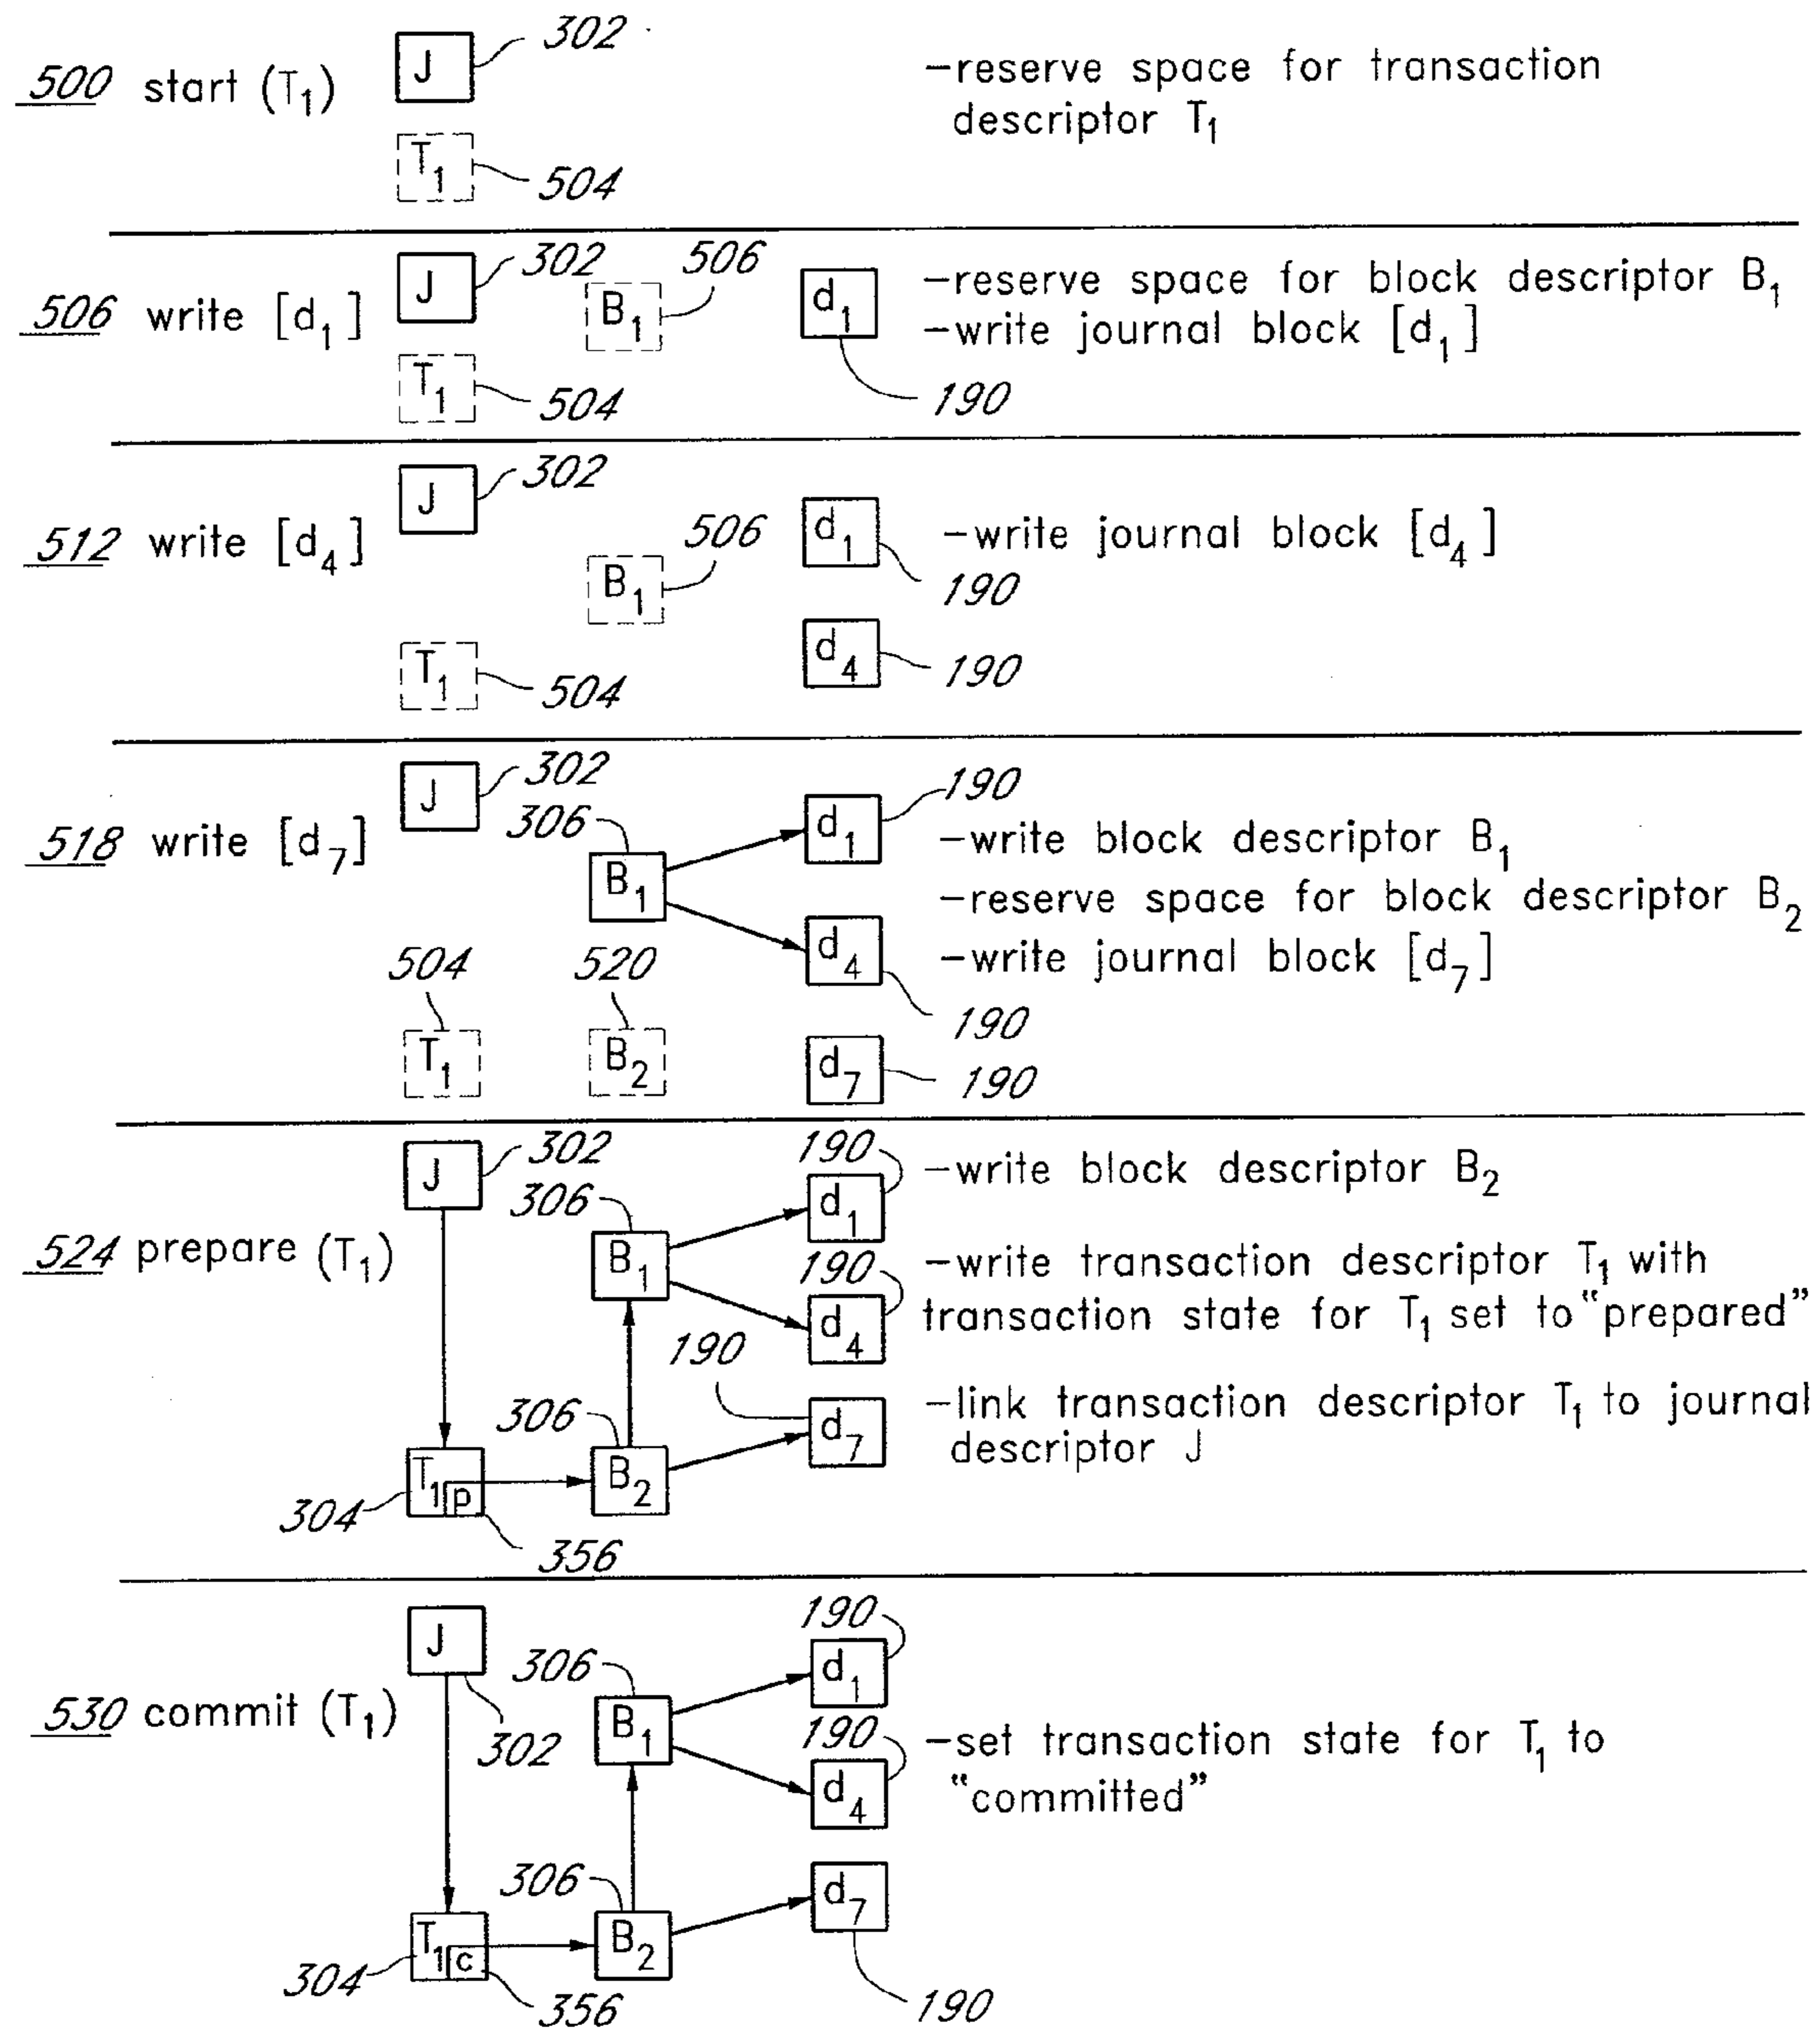 302
J
500 start (T1)
-reserve space for transaction
descriptor T1
T1
504
302
506
J
B1
d1
-reserve space for block descriptor B1
506 write [d1]
-write journal block [d1]
T1
504
190
302
J
512 write [d4]
506
B1
d1
-write journal block [d4]
190
d4
190
T1
504
302
J
190
518 write [d7]
306
B1
d1
-write block descriptor B1
-reserve space for block descriptor B2
d4
-write journal block [d7]
504
520
190
T1
B2
d7
190
302
J
190
-write block descriptor B2
306
d1
524 prepare (T1)
B1
190
-write transaction descriptor T1 with
d4
transaction state for T1 set to "prepared"
190
306
d7
-link transaction descriptor T1 to journal
descriptor J
T1 p
B2
304
356
J
190
306
d1
530 commit (T1)
302
B1
190
-set transaction state for T1 to
d4
"committed"
306
d7
T1 c
B2
304
356
190